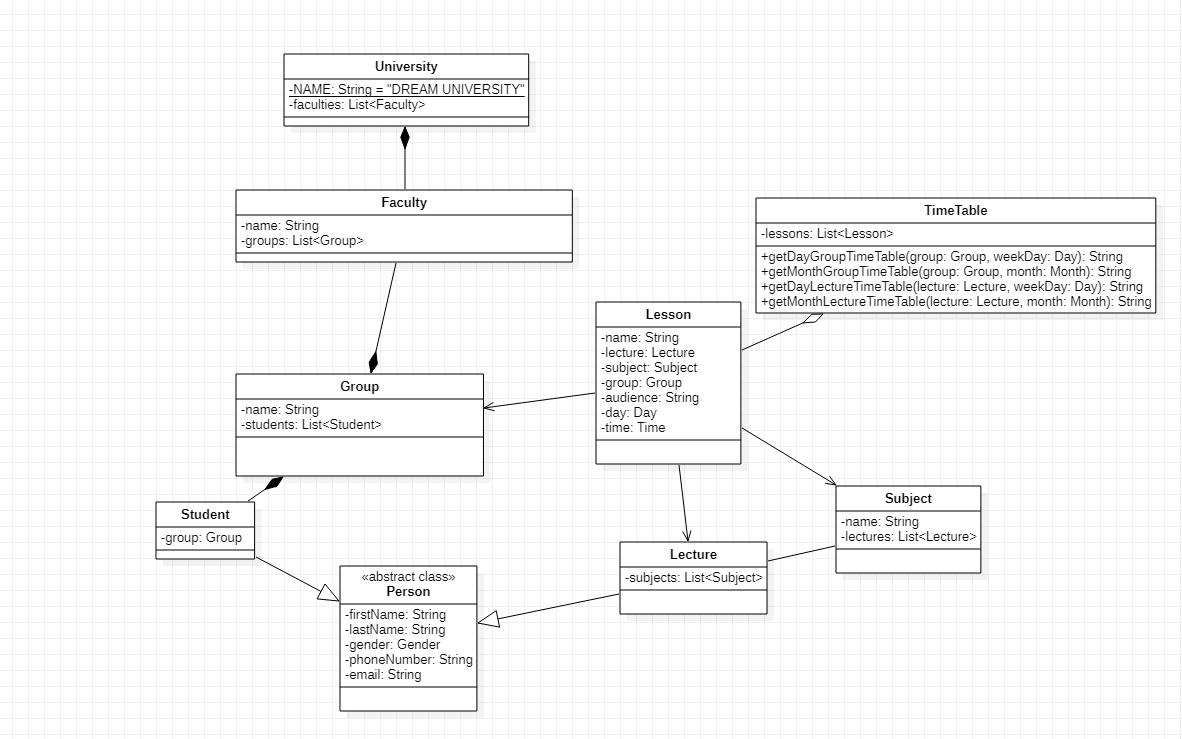 University
-NAME: String = "DREAM UNIVERSITY"
-faculties: List<Faculty>
Faculty
-name: String
-groups: List<Group>
TimeTable
-lessons: List<Lesson>
+getDayGroupTimeTable(group: Group, weekDay: Day): String
+getMonthGroupTimeTable(group: Group, month: Month): String
+getDayLectureTimeTable(lecture: Lecture, weekDay: Day): String
+getMonthLectureTimeTable(lecture: Lecture, month: Month): String
Lesson
-name: String
-lecture: Lecture
-subject: Subject
-group: Group
-audience: String
-day: Day
-time: Time
Group
-name: String
-students: List<Student>
Student
-group: Group
Subject
-name: String
-lectures: List<Lecture>
Lecture
-subjects: List<Subject>
«abstract class»
Person
-firstName: String
-lastName: String
-gender: Gender
-phoneNumber: String
-email: String